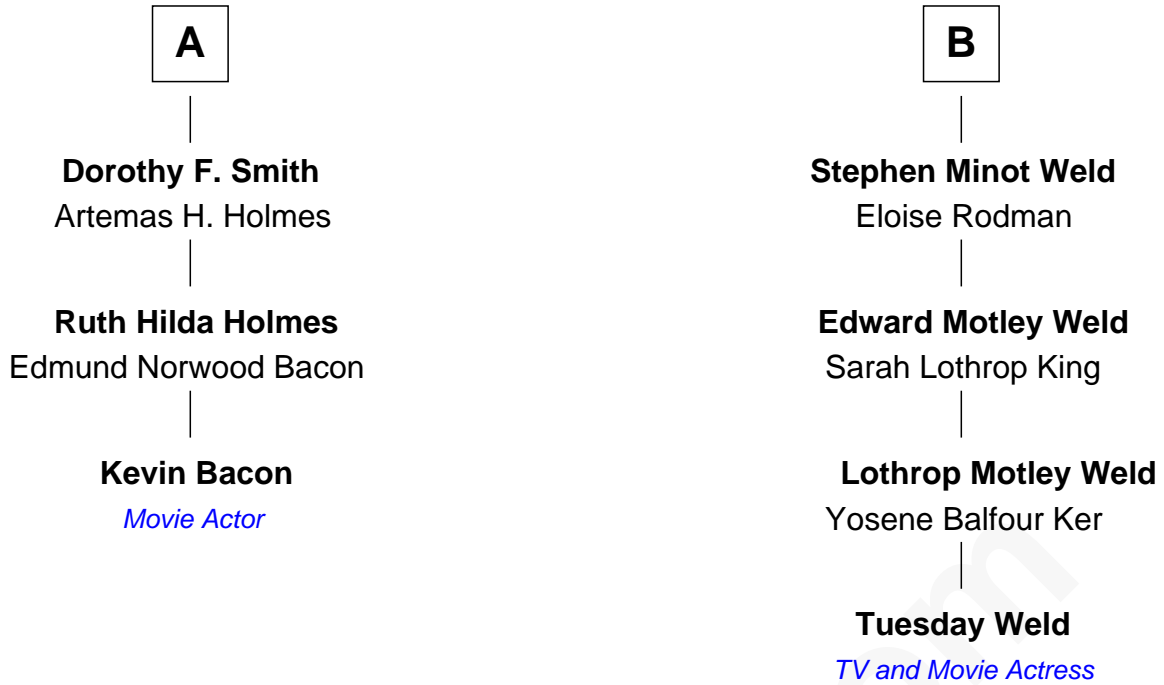 A
Dorothy F. Smith
Artemas H. Holmes
Ruth Hilda Holmes
Edmund Norwood Bacon
Kevin Bacon
Movie Actor
B
Stephen Minot Weld
Eloise Rodman
Edward Motley Weld
Sarah Lothrop King
Lothrop Motley Weld
Yosene Balfour Ker
Tuesday Weld
TV and Movie Actress